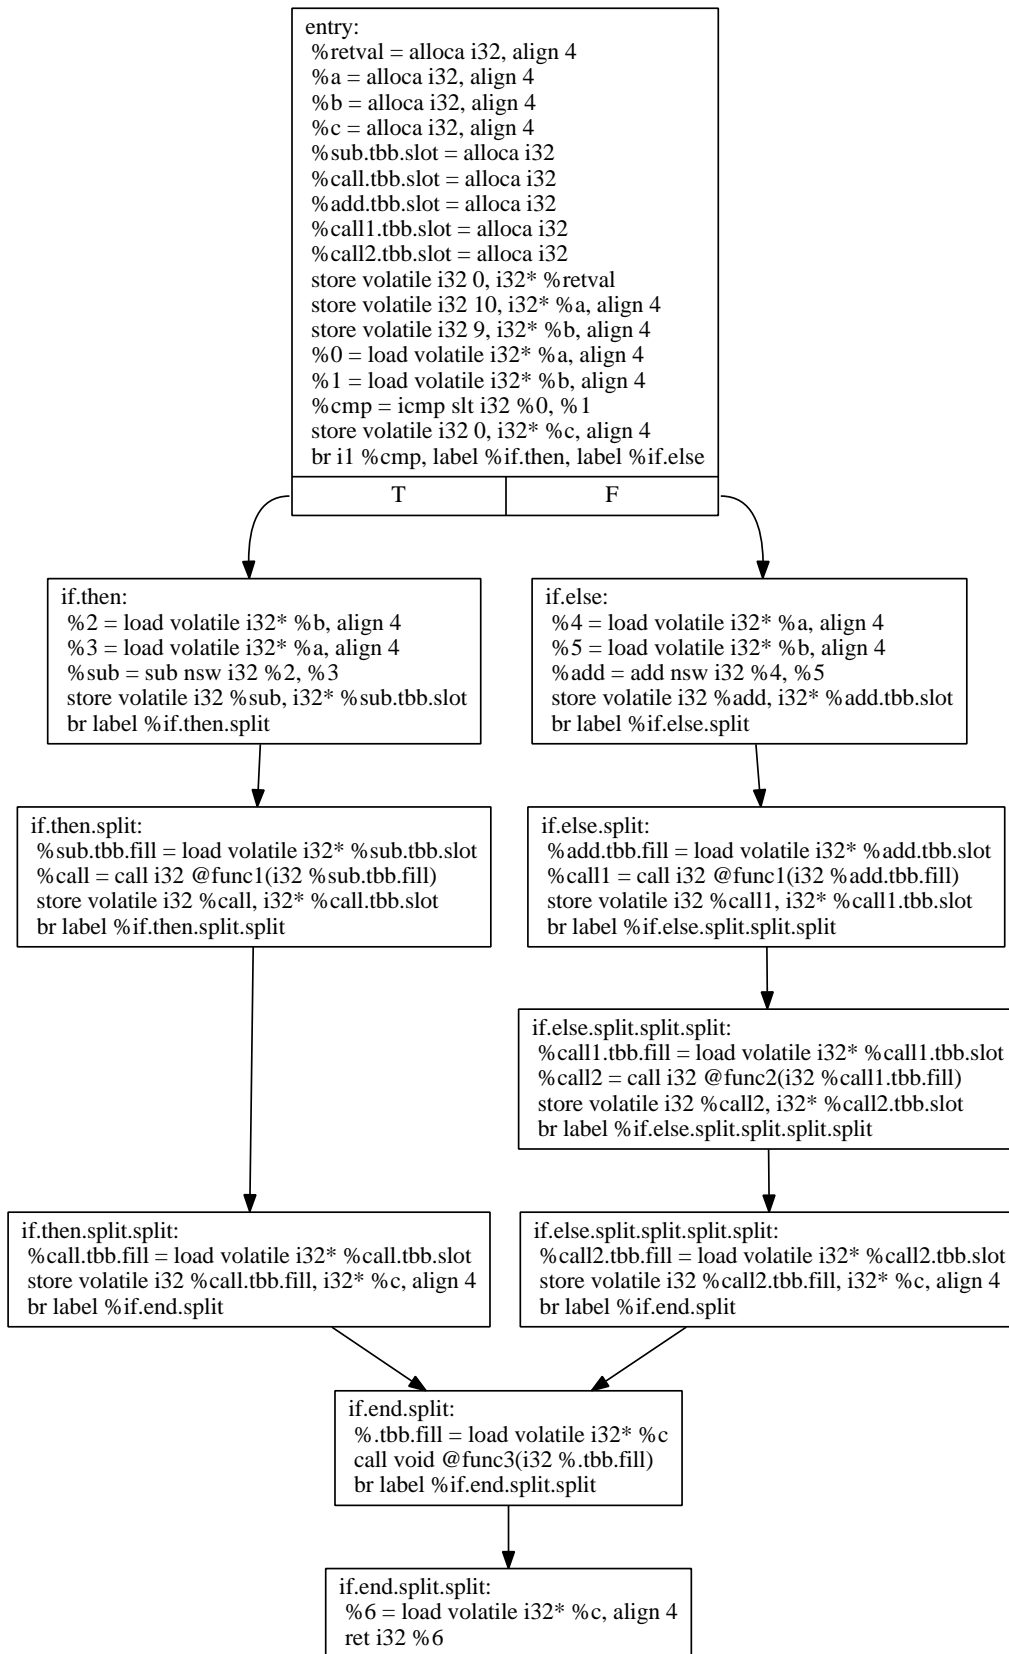 entry:
%retval = alloca i32, align 4
%a = alloca i32, align 4
%b = alloca i32, align 4
%c = alloca i32, align 4
%sub.tbb.slot = alloca i32
%call.tbb.slot = alloca i32
%add.tbb.slot = alloca i32
%call1.tbb.slot = alloca i32
%call2.tbb.slot = alloca i32
store volatile i32 0, i32* %retval
store volatile i32 10, i32* %a, align 4
store volatile i32 9, i32* %b, align 4
%0 = load volatile i32* %a, align 4
%1 = load volatile i32* %b, align 4
%cmp = icmp slt i32 %0, %1
store volatile i32 0, i32* %c, align 4
br i1 %cmp, label %if.then, label %if.else
T
F
if.then:
%2 = load volatile i32* %b, align 4
%3 = load volatile i32* %a, align 4
%sub = sub nsw i32 %2, %3
store volatile i32 %sub, i32* %sub.tbb.slot
br label %if.then.split
if.else:
%4 = load volatile i32* %a, align 4
%5 = load volatile i32* %b, align 4
%add = add nsw i32 %4, %5
store volatile i32 %add, i32* %add.tbb.slot
br label %if.else.split
if.then.split:
%sub.tbb.fill = load volatile i32* %sub.tbb.slot
%call = call i32 @func1(i32 %sub.tbb.fill)
store volatile i32 %call, i32* %call.tbb.slot
br label %if.then.split.split
if.else.split:
%add.tbb.fill = load volatile i32* %add.tbb.slot
%call1 = call i32 @func1(i32 %add.tbb.fill)
store volatile i32 %call1, i32* %call1.tbb.slot
br label %if.else.split.split.split
if.else.split.split.split:
%call1.tbb.fill = load volatile i32* %call1.tbb.slot
%call2 = call i32 @func2(i32 %call1.tbb.fill)
store volatile i32 %call2, i32* %call2.tbb.slot
br label %if.else.split.split.split.split
if.then.split.split:
%call.tbb.fill = load volatile i32* %call.tbb.slot
store volatile i32 %call.tbb.fill, i32* %c, align 4
br label %if.end.split
if.else.split.split.split.split:
%call2.tbb.fill = load volatile i32* %call2.tbb.slot
store volatile i32 %call2.tbb.fill, i32* %c, align 4
br label %if.end.split
if.end.split:
%.tbb.fill = load volatile i32* %c
call void @func3(i32 %.tbb.fill)
br label %if.end.split.split
if.end.split.split:
%6 = load volatile i32* %c, align 4
ret i32 %6